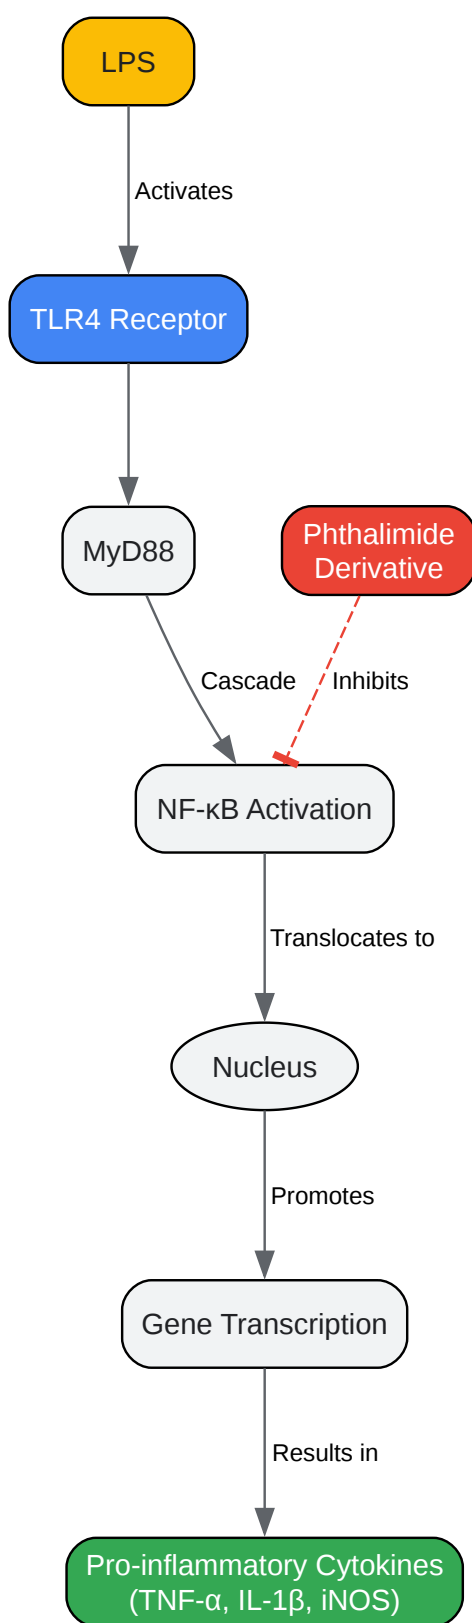 LPS
Activates
TLR4 Receptor
MyD88
Phthalimide
Derivative
Cascade
Inhibits
NF-κB Activation
Translocates to
Nucleus
Promotes
Gene Transcription
Results in
Pro-inflammatory Cytokines
(TNF-α, IL-1β, iNOS)